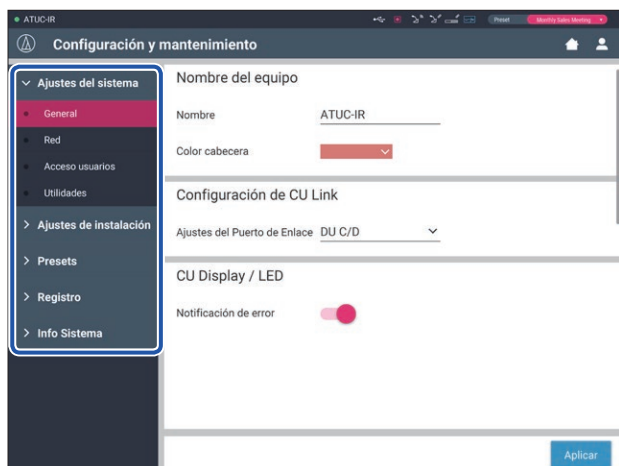 ATUC-IR
Preset
Monthly Sales Meeting
Configuración y mantenimiento
Ajustes del sistema
General
Red
Acceso usuarios
Utilidades
Ajustes de instalación
Presets
Registro
Info Sistema
Nombre del equipo
Nombre ATUC-IR
Color cabecera
Configuración de CU Link
Ajustes del Puerto de Enlace DU C/D
CU Display / LED
Notificación de error
Aplicar